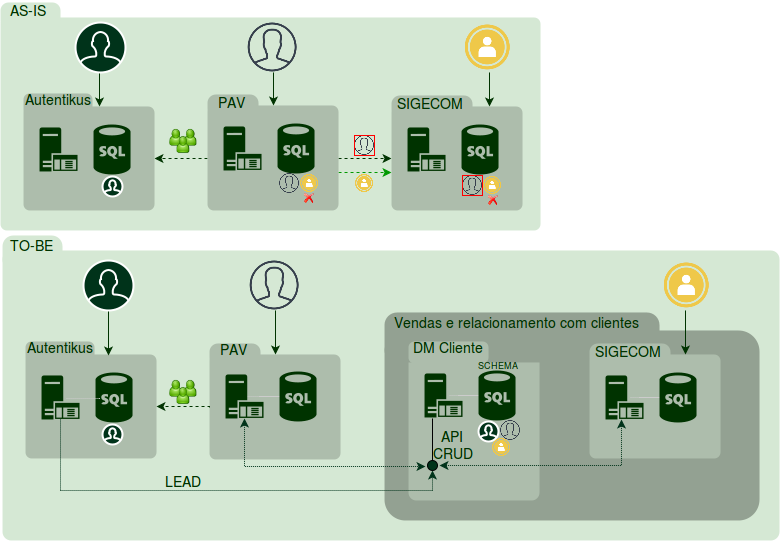 AS-IS
Autentikus
PAV
SIGECOM
SQL
SQL
SQL
TO-BE
Vendas e relacionamento com clientes
Autentikus
PAV
DM Cliente
SIGECOM
SCHEMA
SQL
SQL
SQL
SQL
API
CRUD
LEAD